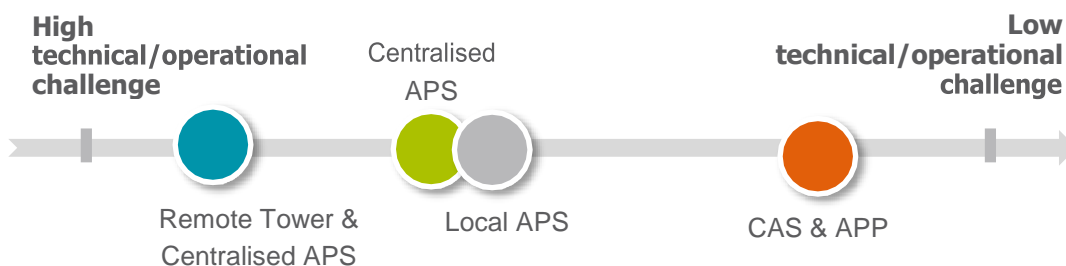 High
technical/operational
challenge
Centralised
APS
Low
technical/operational
challenge
Remote Tower &
Centralised APS
Local APS
CAS & APP